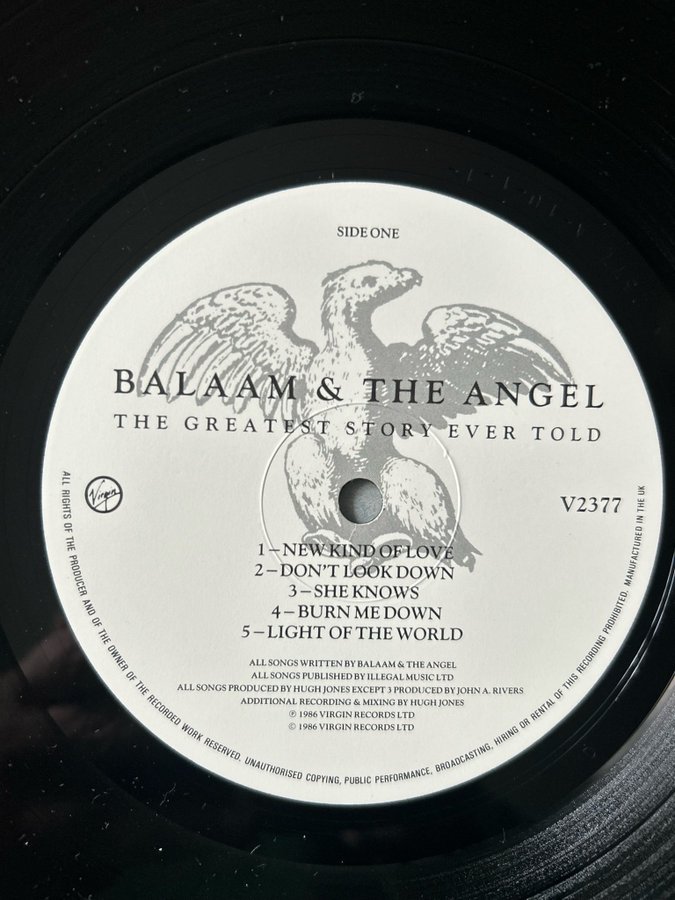 SIDE ONE
BALAAM & THE ANGEL
THE GREATEST STORY EVER TOLD
Virgin
V2377
1–NEW KIND OF LOVE
2–DON'T LOOK DOWN
3–SHE KNOWS
4–BURN ME DOWN
5–LIGHT OF THE WORLD
ALL SONGS WRITTEN BY BALAAM & THE ANGEL
ALL SONGS PUBLISHED BY ILLEGAL MUSIC LTD
ALL SONGS PRODUCED BY HUGH JONES EXCEPT 3 PRODUCED BY JOHN A. RIVERS
ADDITIONAL RECORDING & MIXING BY HUGH JONES
℗ 1986 VIRGIN RECORDS LTD
© 1986 VIRGIN RECORDS LTD
ALL RIGHTS OF THE PRODUCER AND OF THE OWNER OF THE RECORDED WORK RESERVED. UNAUTHORISED COPYING, PUBLIC PERFORMANCE, BROADCASTING, HIRING OR RENTAL OF THIS RECORDING PROHIBITED. MANUFACTURED IN THE UK